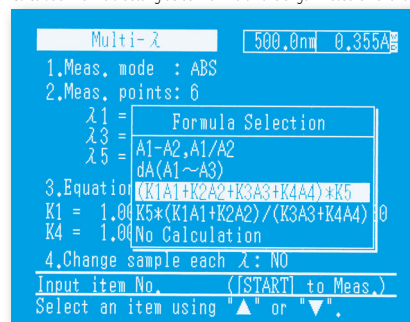 Multi-λ 500.0nm 0.355A
1.Meas. mode : ABS
2.Meas. points: 6
λ1 =
λ3 =
λ5 =
Formula Selection
A1-A2,A1/A2
dA(A1~A3)
(K1A1+K2A2+K3A3+K4A4)*K5
K5*(K1A1+K2A2)/(K3A3+K4A4)
No Calculation
3.Equation
K1 = 1.00 0
K4 = 1.00
4.Change sample each λ: NO
Input item No. ([START] to Meas.)
Select an item using "▲" or "▼".